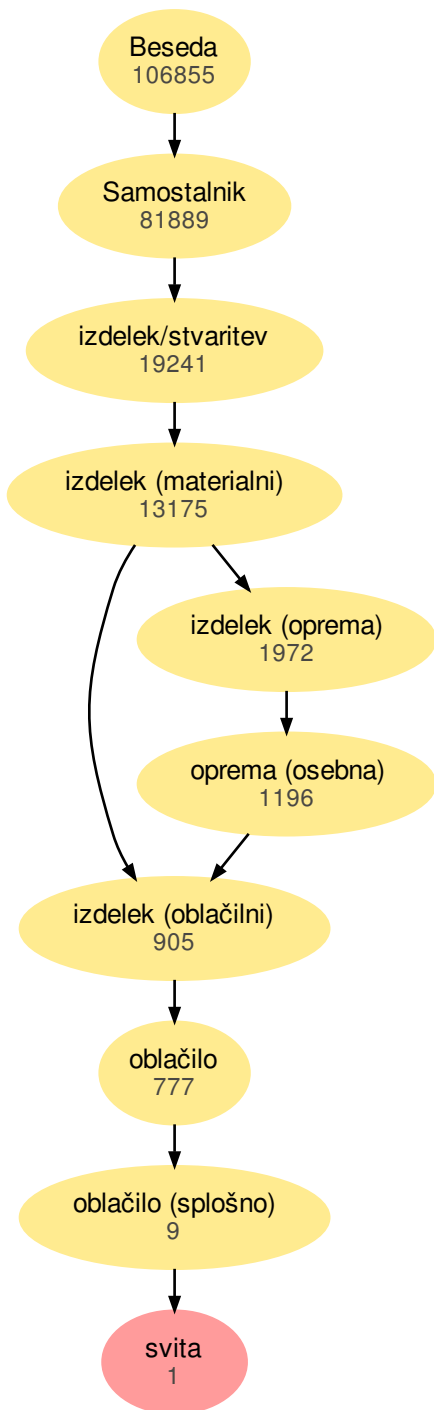 Beseda
106855
Samostalnik
81889
izdelek/stvaritev
19241
izdelek (materialni)
13175
izdelek (oprema)
1972
oprema (osebna)
1196
izdelek (oblačilni)
905
oblačilo
777
oblačilo (splošno)
9
svita
1